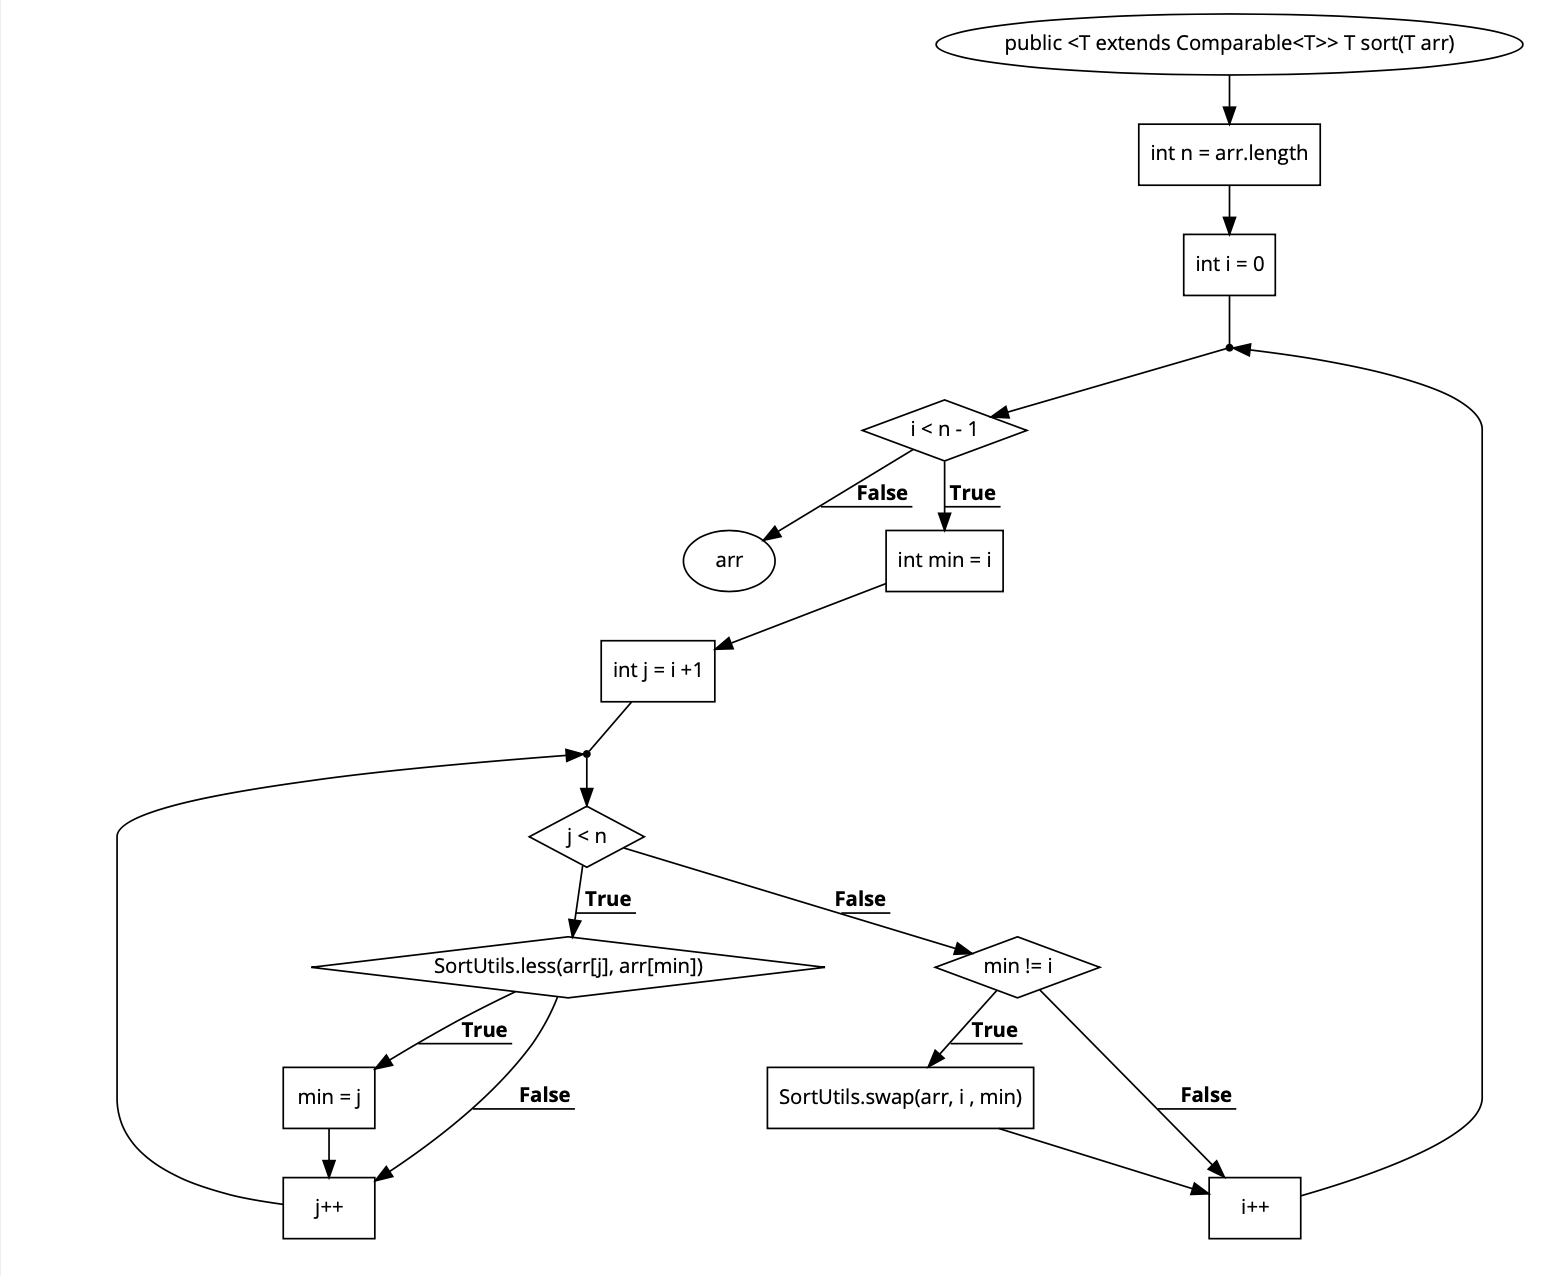 public <T extends Comparable<T>> T sort(T arr)
int n = arr.length
int i = 0
i < n - 1
False
True
arr
int min = i
int j = i +1
j < n
True
False
SortUtils.less(arr[j], arr[min])
min != i
True
True
min = j
False
SortUtils.swap(arr, i , min)
False
j++
i++